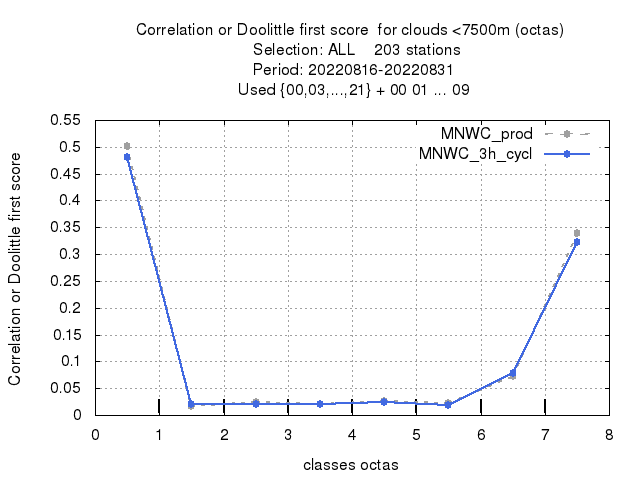 Correlation or Doolittle first score  for clouds <7500m (octas)
Selection: ALL    203 stations
Period: 20220816-20220831
Used {00,03,...,21} + 00 01 ... 09
MNWC_prod
MNWC_3h_cycl
Correlation or Doolittle first score
0.55
0.5
0.45
0.4
0.35
0.3
0.25
0.2
0.15
0.1
0.05
0
0 1 2 3 4 5 6 7 8
classes octas